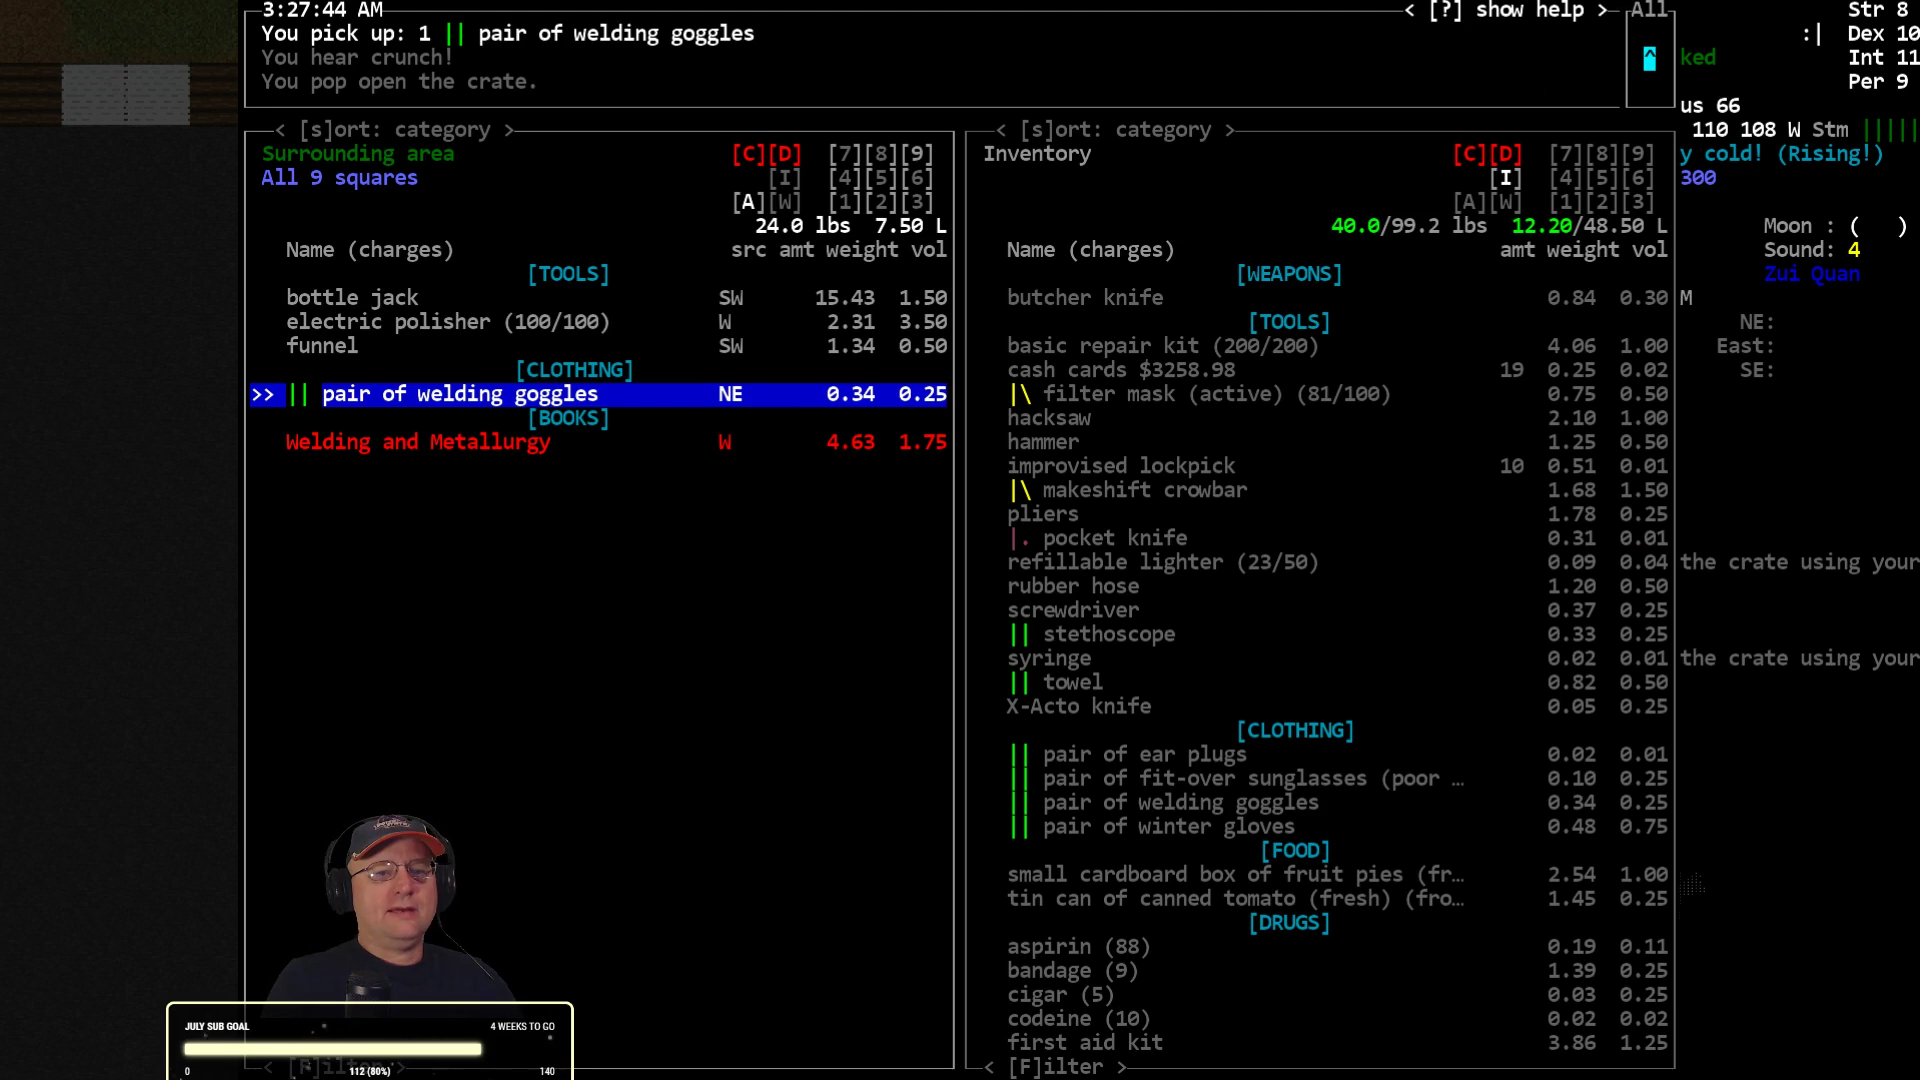 3:27:44 AM
< [?] show help >
You pick up: 1 || pair of welding goggles
You hear crunch!
You pop open the crate.
All
^
Str 8
:| Dex 10
ked Int 11
Per 9
us 66
110 108 W Stm |||||
y cold! (Rising!)
300
Moon : (   )
Sound: 4
Zui Quan
M
NE:
East:
SE:
the crate using your
the crate using your
< [s]ort: category >
Surrounding area [C][D] [7][8][9]
All 9 squares [I] [4][5][6]
[A][W] [1][2][3]
24.0 lbs 7.50 L
Name (charges) src amt weight vol
[TOOLS]
bottle jack SW 15.43 1.50
electric polisher (100/100) W 2.31 3.50
funnel SW 1.34 0.50
[CLOTHING]
>> || pair of welding goggles NE 0.34 0.25
[BOOKS]
Welding and Metallurgy W 4.63 1.75
< [s]ort: category >
Inventory [C][D] [7][8][9]
[I] [4][5][6]
[A][W] [1][2][3]
40.0/99.2 lbs 12.20/48.50 L
Name (charges) amt weight vol
[WEAPONS]
butcher knife 0.84 0.30
[TOOLS]
basic repair kit (200/200) 4.06 1.00
cash cards $3258.98 19 0.25 0.02
|\ filter mask (active) (81/100) 0.75 0.50
hacksaw 2.10 1.00
hammer 1.25 0.50
improvised lockpick 10 0.51 0.01
|\ makeshift crowbar 1.68 1.50
pliers 1.78 0.25
|. pocket knife 0.31 0.01
refillable lighter (23/50) 0.09 0.04
rubber hose 1.20 0.50
screwdriver 0.37 0.25
|| stethoscope 0.33 0.25
syringe 0.02 0.01
|| towel 0.82 0.50
X-Acto knife 0.05 0.25
[CLOTHING]
|| pair of ear plugs 0.02 0.01
|| pair of fit-over sunglasses (poor … 0.10 0.25
|| pair of welding goggles 0.34 0.25
|| pair of winter gloves 0.48 0.75
[FOOD]
small cardboard box of fruit pies (fr… 2.54 1.00
tin can of canned tomato (fresh) (fro… 1.45 0.25
[DRUGS]
aspirin (88) 0.19 0.11
bandage (9) 1.39 0.25
cigar (5) 0.03 0.25
codeine (10) 0.02 0.02
first aid kit 3.86 1.25
< [F]ilter >
JULY SUB GOAL 4 WEEKS TO GO
< [F]il
0 112 (80%) 140